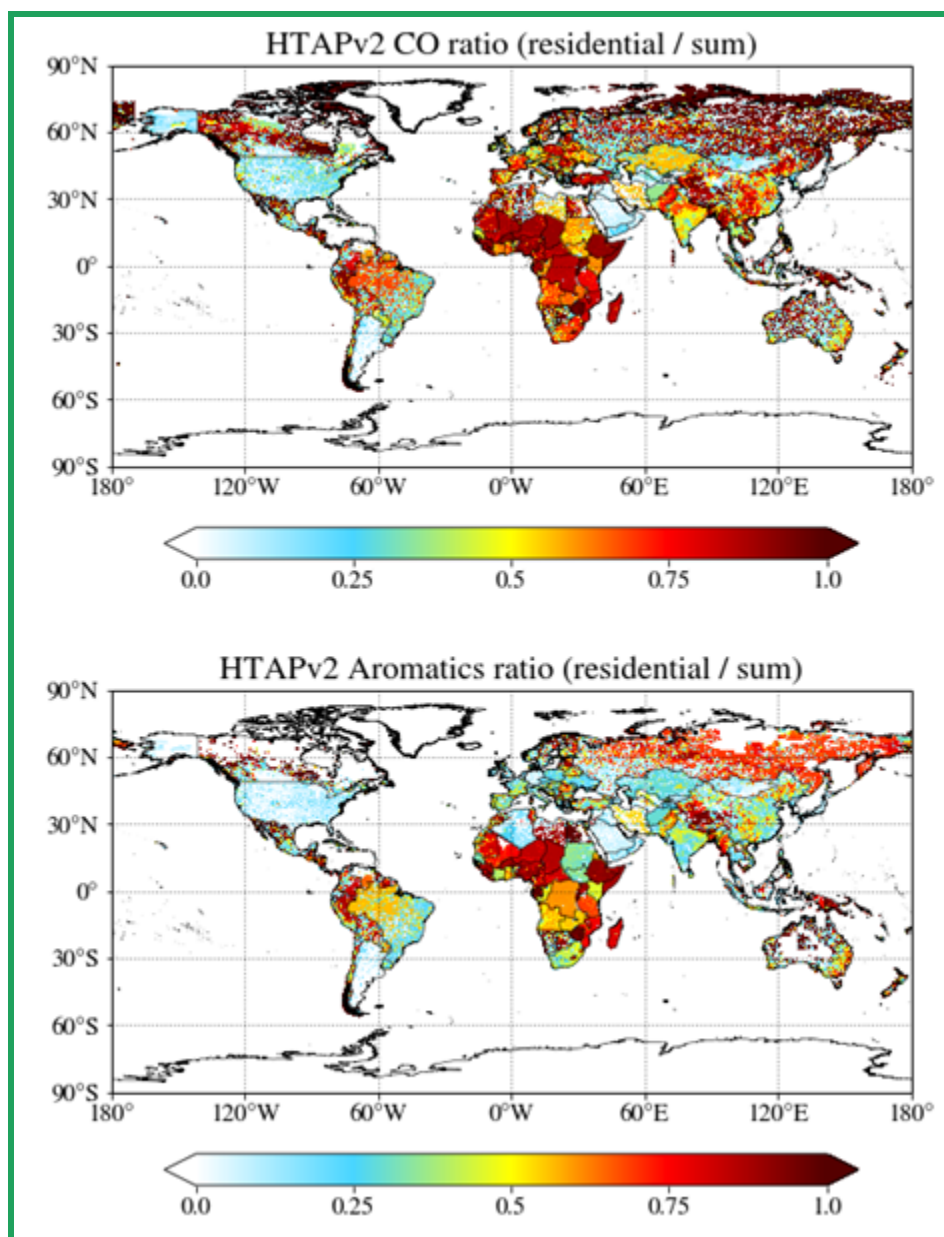 HTAPv2 CO ratio (residential / sum)
90°N
60°N
30°N
0°
30°S
60°S
90°S
180° 120°W 60°W 0°W 60°E 120°E 180°
0.0 0.25 0.5 0.75 1.0
HTAPv2 Aromatics ratio (residential / sum)
90°N
60°N
30°N
0°
30°S
60°S
90°S
180° 120°W 60°W 0°W 60°E 120°E 180°
0.0 0.25 0.5 0.75 1.0